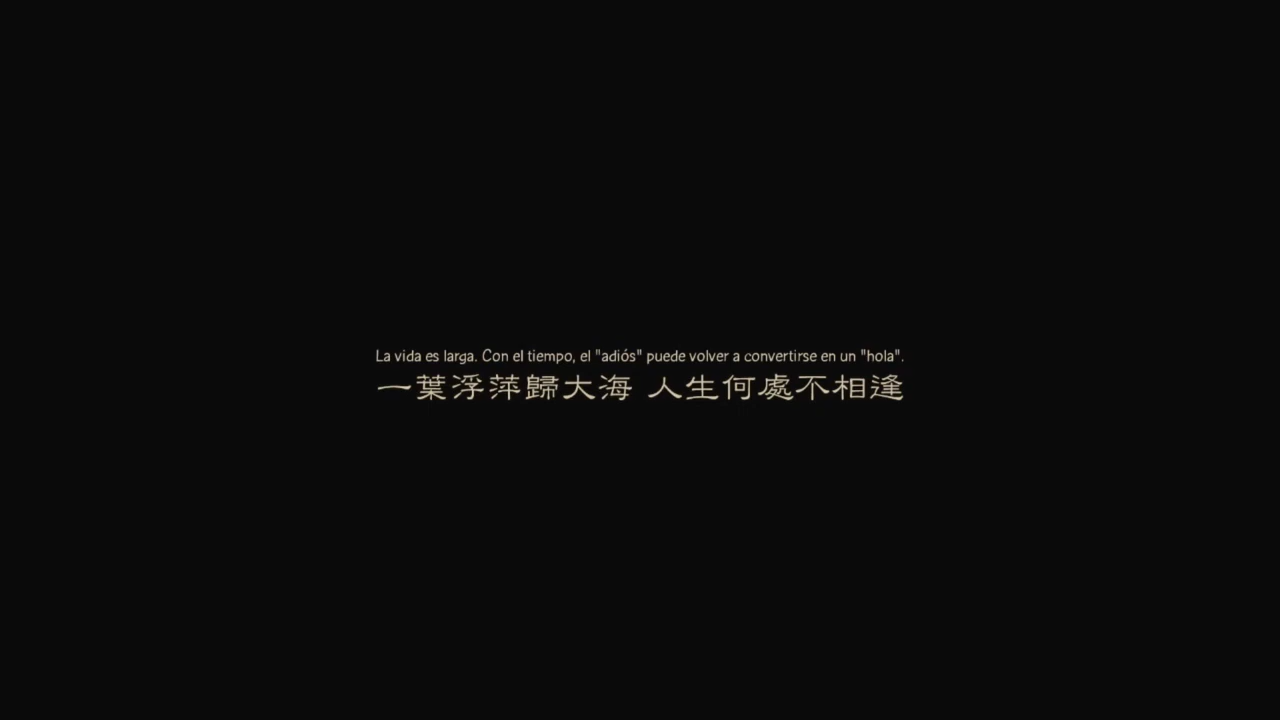 La vida es larga. Con el tiempo, el "adiós" puede volver a convertirse en un "hola".
一葉浮萍歸大海 人生何處不相逢